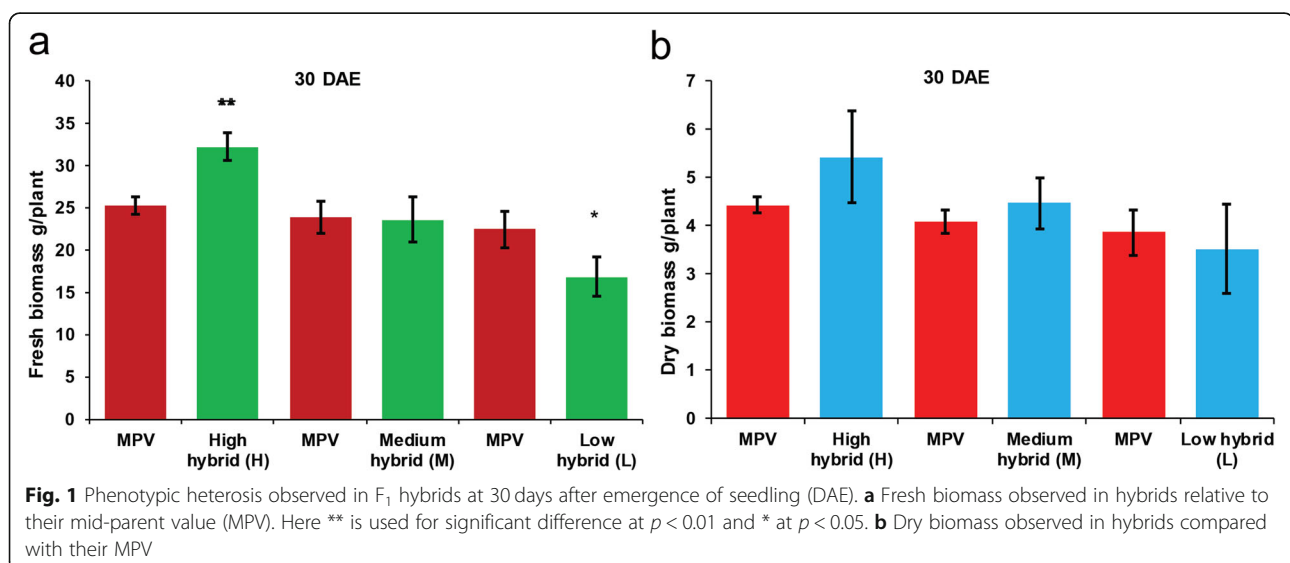 a
30 DAE
40
35
30
25
20
15
10
5
0
Fresh biomass g/plant
**
*
MPV
High hybrid (H)
MPV
Medium hybrid (M)
MPV
Low hybrid (L)
b
30 DAE
7
6
5
4
3
2
1
0
Dry biomass g/plant
MPV
High hybrid (H)
MPV
Medium hybrid (M)
MPV
Low hybrid (L)
Fig. 1 Phenotypic heterosis observed in F₁ hybrids at 30 days after emergence of seedling (DAE). a Fresh biomass observed in hybrids relative to
their mid-parent value (MPV). Here ** is used for significant difference at p < 0.01 and * at p < 0.05. b Dry biomass observed in hybrids compared
with their MPV